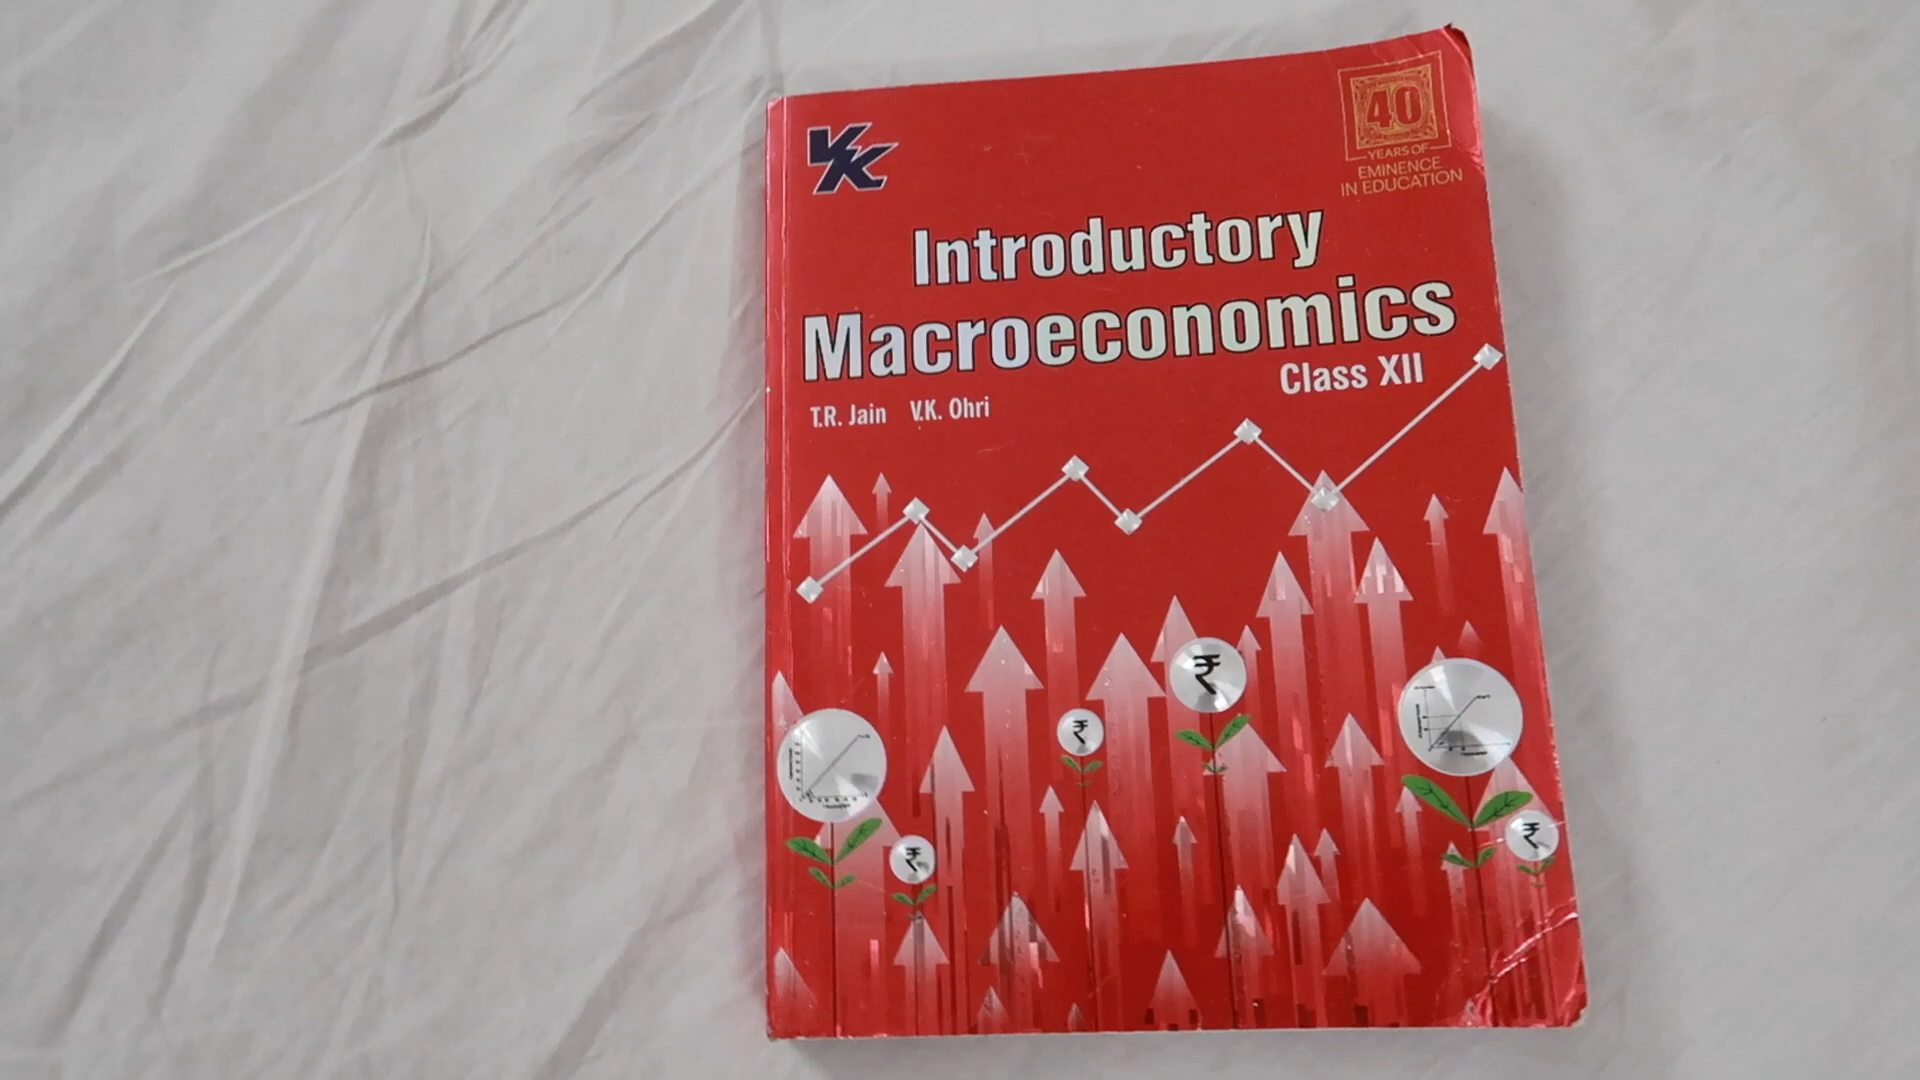 VK
40
YEARS OF
EMINENCE
IN EDUCATION
Introductory
Macroeconomics
Class XII
T.R. Jain V.K. Ohri
₹
₹
₹
₹